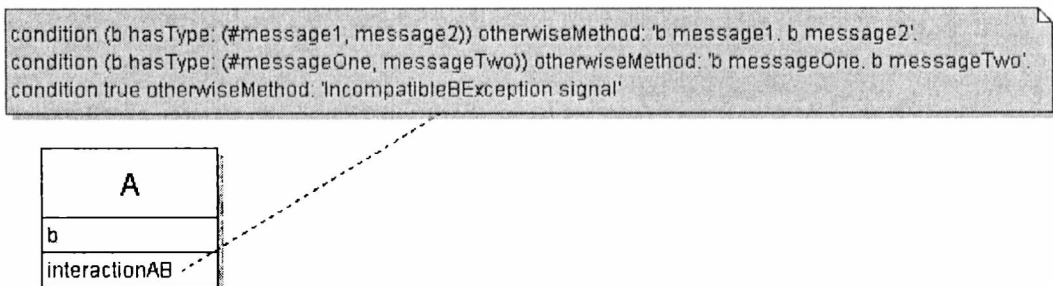 condition (b hasType: (#message1, message2)) otherwiseMethod: 'b message1. b message2'.
condition (b hasType: (#messageOne, messageTwo)) otherwiseMethod: 'b messageOne. b messageTwo'.
condition true otherwiseMethod: 'IncompatibleBException signal'
A
b
interactionAB